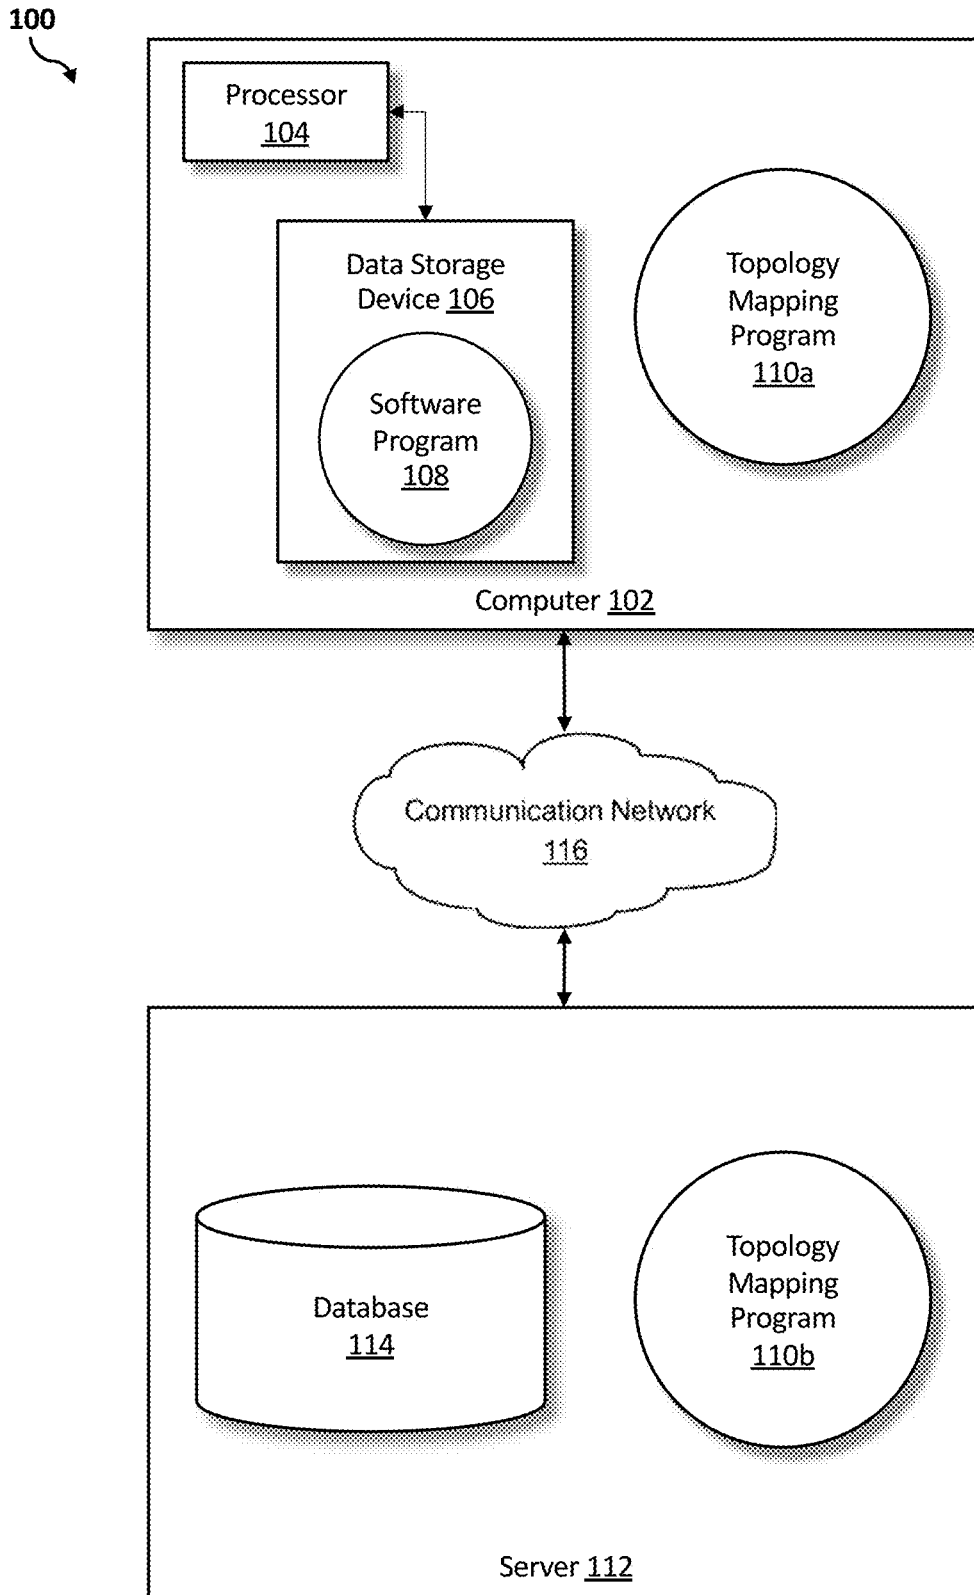 100
Processor
104
Data Storage
Device 106
Software
Program
108
Topology
Mapping
Program
110a
Computer 102
Communication Network
116
Database
114
Topology
Mapping
Program
110b
Server 112